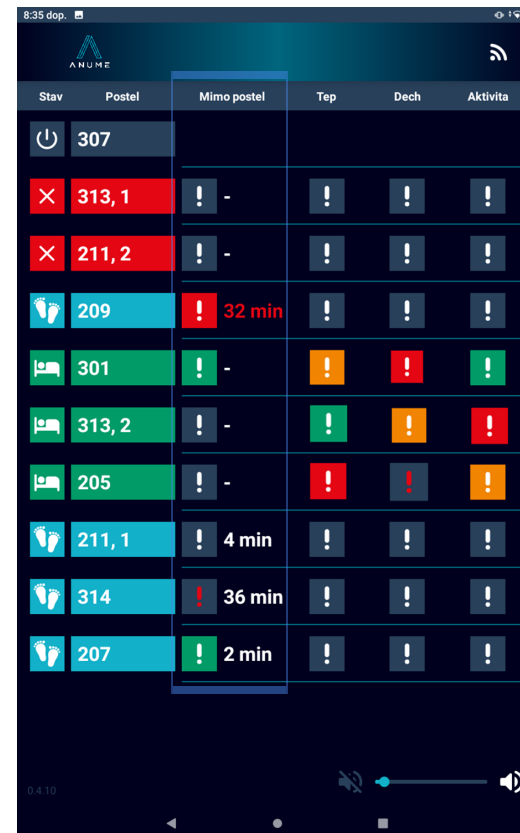 8:35 dop.
ANUME
Stav Postel Mimo postel Tep Dech Aktivita
307
313, 1 ! - ! ! !
211, 2 ! - ! ! !
209 ! 32 min ! ! !
301 ! - ! ! !
313, 2 ! - ! ! !
205 ! - ! ! !
211, 1 ! 4 min ! ! !
314 ! 36 min ! ! !
207 ! 2 min ! ! !
0.4.10